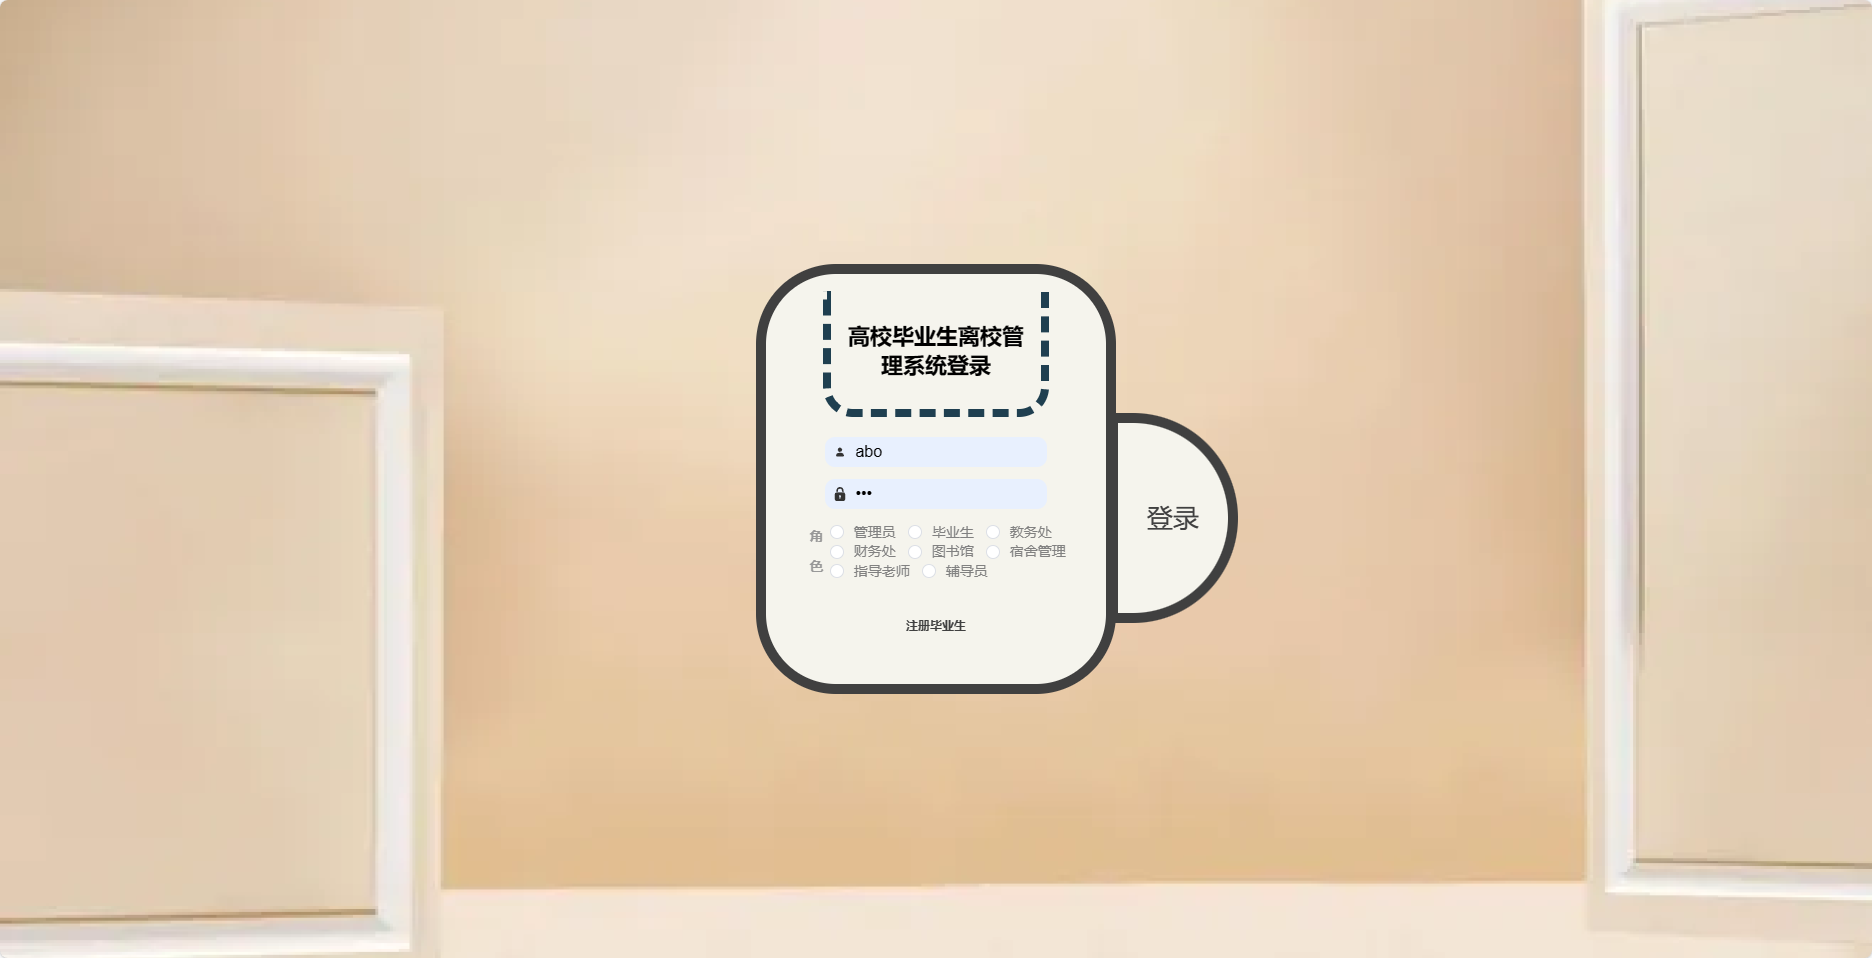 高校毕业生离校管
理系统登录
abo
•••
角 管理员 毕业生 教务处
财务处 图书馆 宿舍管理
色 指导老师 辅导员
登录
注册毕业生